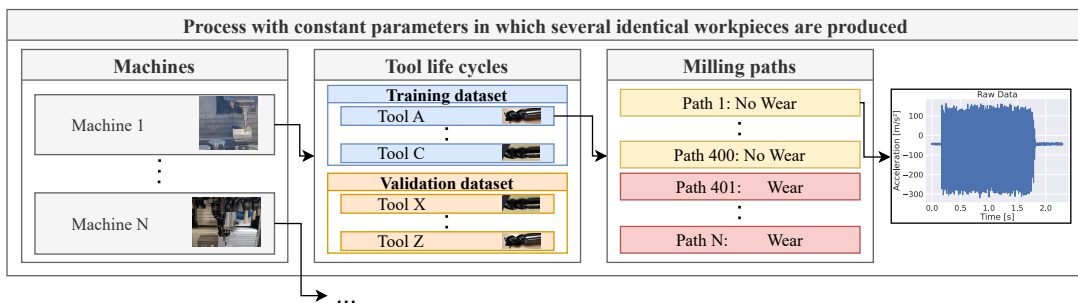 Process with constant parameters in which several identical workpieces are produced
Machines
Machine 1
Machine N
Tool life cycles
Training dataset
Tool A
Tool C
Validation dataset
Tool X
Tool Z
Milling paths
Path 1: No Wear
Path 400: No Wear
Path 401: Wear
Path N: Wear
Raw Data
Acceleration [m/s²]
100
0
−100
−200
−300
0.0 0.5 1.0 1.5 2.0
Time [s]
...